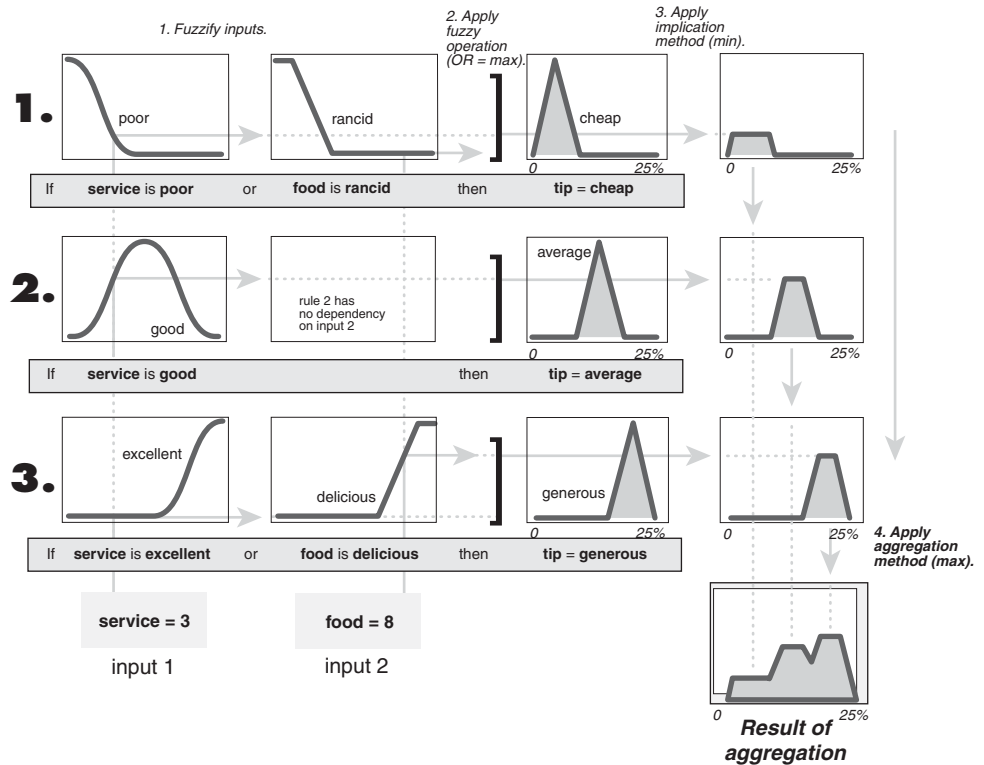 1. Fuzzify inputs.
2. Apply
fuzzy
operation
(OR = max).
3. Apply
implication
method (min).
1.
poor
rancid
cheap
0
25%
0
25%
If service is poor or food is rancid then tip = cheap
2.
good
rule 2 has
no dependency
on input 2
average
0
25%
0
25%
If service is good then tip = average
3.
excellent
delicious
generous
0
25%
0
25%
If service is excellent or food is delicious then tip = generous
4. Apply
aggregation
method (max).
service = 3
food = 8
input 1
input 2
0
25%
Result of
aggregation